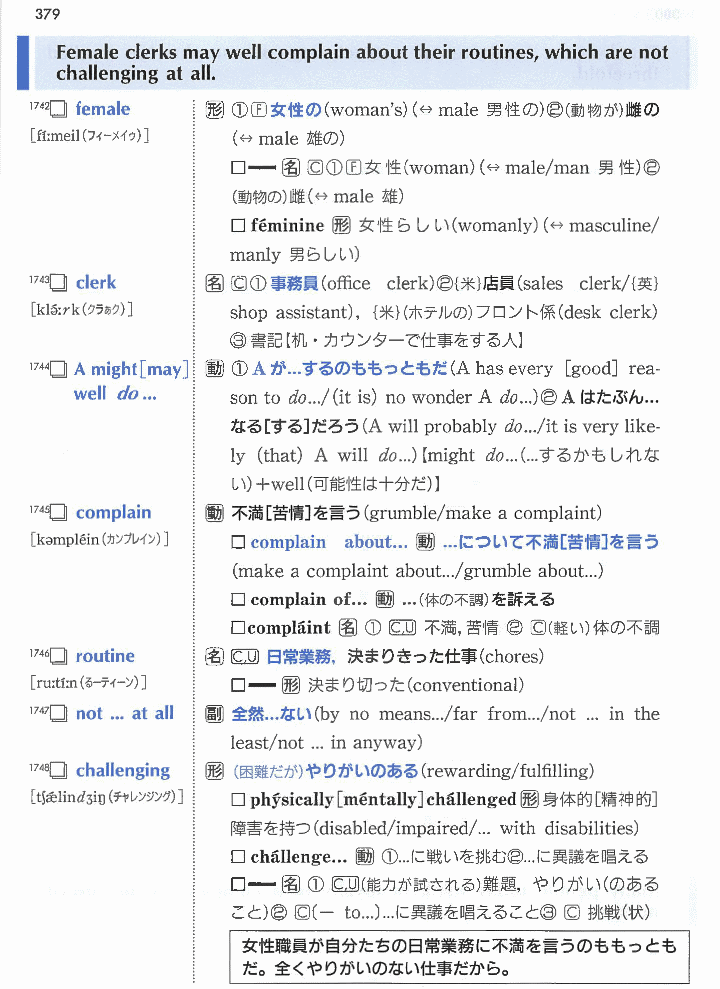 379
Female clerks may well complain about their routines, which are not
challenging at all.
1742□ female
[fíːmeil(フィーメイゥ)]
形 ①Ⓕ女性の(woman's)(↔ male 男性の)②(動物が)雌の
(↔ male 雄の)
□━ 名 Ⓒ①Ⓕ女性(woman)(↔ male/man 男性)②
(動物の)雌(↔ male 雄)
□ féminine 形 女性らしい(womanly)(↔ masculine/
manly 男らしい)
1743□ clerk
[kləːrk(クラぁク)]
名 Ⓒ①事務員(office clerk)②{米}店員(sales clerk/{英}
shop assistant), {米}(ホテルの)フロント係(desk clerk)
③書記【机・カウンターで仕事をする人】
1744□ A might[may]
well do ...
動 ① Aが...するのももっともだ(A has every [good] rea-
son to do.../(it is) no wonder A do...)② Aはたぶん...
なる[する]だろう(A will probably do.../it is very like-
ly (that) A will do...)【might do...(...するかもしれな
い)+well(可能性は十分だ)】
1745□ complain
[kəmpléin(カンプレイン)]
動 不満[苦情]を言う(grumble/make a complaint)
□ complain about... 動 ...について不満[苦情]を言う
(make a complaint about.../grumble about...)
□ complain of... 動 ...(体の不調)を訴える
□compláint 名 ① C,U 不満, 苦情 ② Ⓒ(軽い)体の不調
1746□ routine
[ruːtíːn(るーティーン)]
名 C,U 日常業務, 決まりきった仕事(chores)
□━ 形 決まり切った(conventional)
1747□ not ... at all
副 全然...ない(by no means.../far from.../not ... in the
least/not ... in anyway)
1748□ challenging
[tʃǽlindʒiŋ(チャレンジング)]
形 (困難だが)やりがいのある(rewarding/fulfilling)
□ phýsically[méntally]chállenged 形 身体的[精神的]
障害を持つ(disabled/impaired/... with disabilities)
□ chállenge... 動 ①...に戦いを挑む②...に異議を唱える
□━ 名 ① C,U(能力が試される)難題, やりがい(のある
こと)② Ⓒ(― to...)...に異議を唱えること③ Ⓒ 挑戦(状)
女性職員が自分たちの日常業務に不満を言うのももっとも
だ。全くやりがいのない仕事だから。